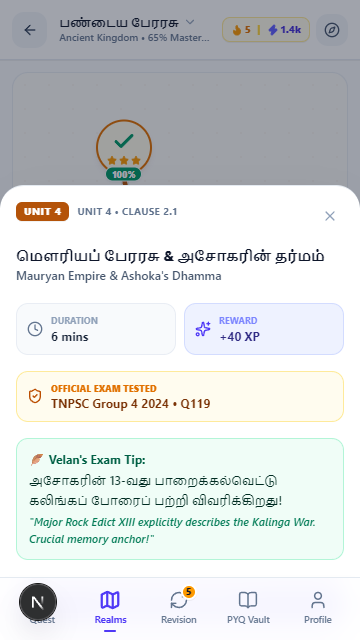 பண்டைய பேரரசு
Ancient Kingdom • 65% Master...
5 | 1.4k
100%
UNIT 4 UNIT 4 • CLAUSE 2.1
மௌரியப் பேரரசு & அசோகரின் தர்மம்
Mauryan Empire & Ashoka's Dhamma
DURATION
6 mins
REWARD
+40 XP
OFFICIAL EXAM TESTED
TNPSC Group 4 2024 • Q119
Velan's Exam Tip:
அசோகரின் 13-வது பாறைக்கல்வெட்டு
கலிங்கப் போரைப் பற்றி விவரிக்கிறது!
"Major Rock Edict XIII explicitly describes the Kalinga War.
Crucial memory anchor!"
5
N
Realms Revision PYQ Vault Profile